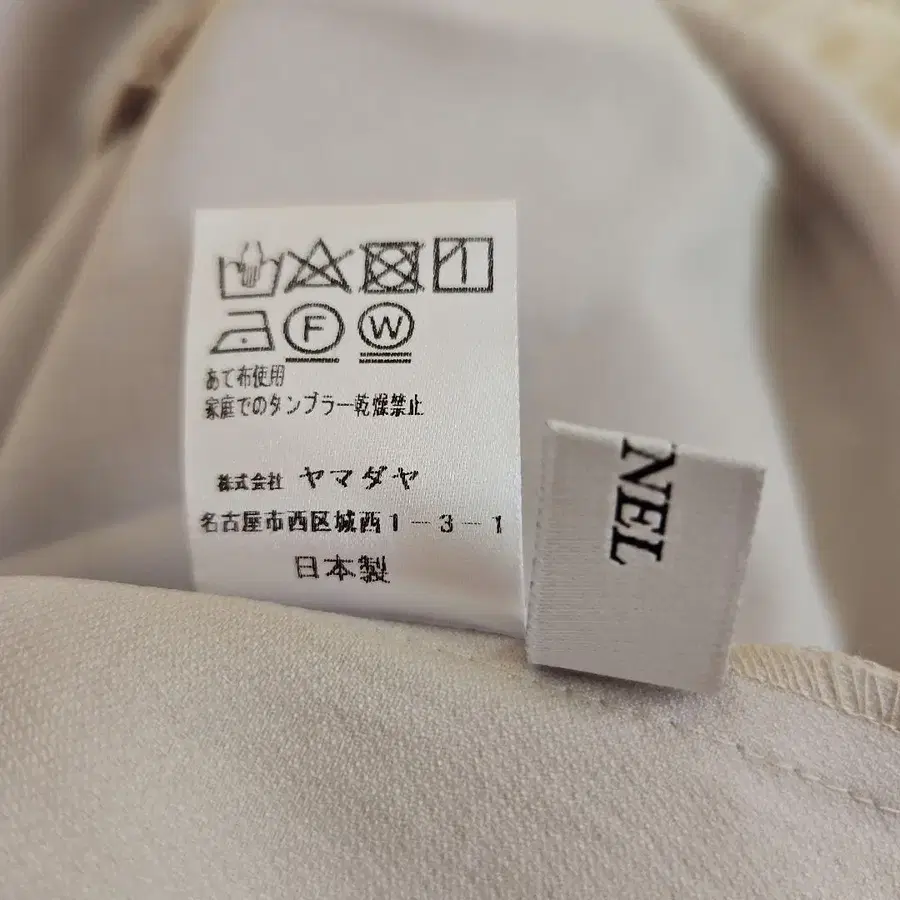 F W
あて布使用
家庭でのタンブラー乾燥禁止
株式会社 ヤマダヤ
名古屋市西区城西1-3-1
日本製
NEL